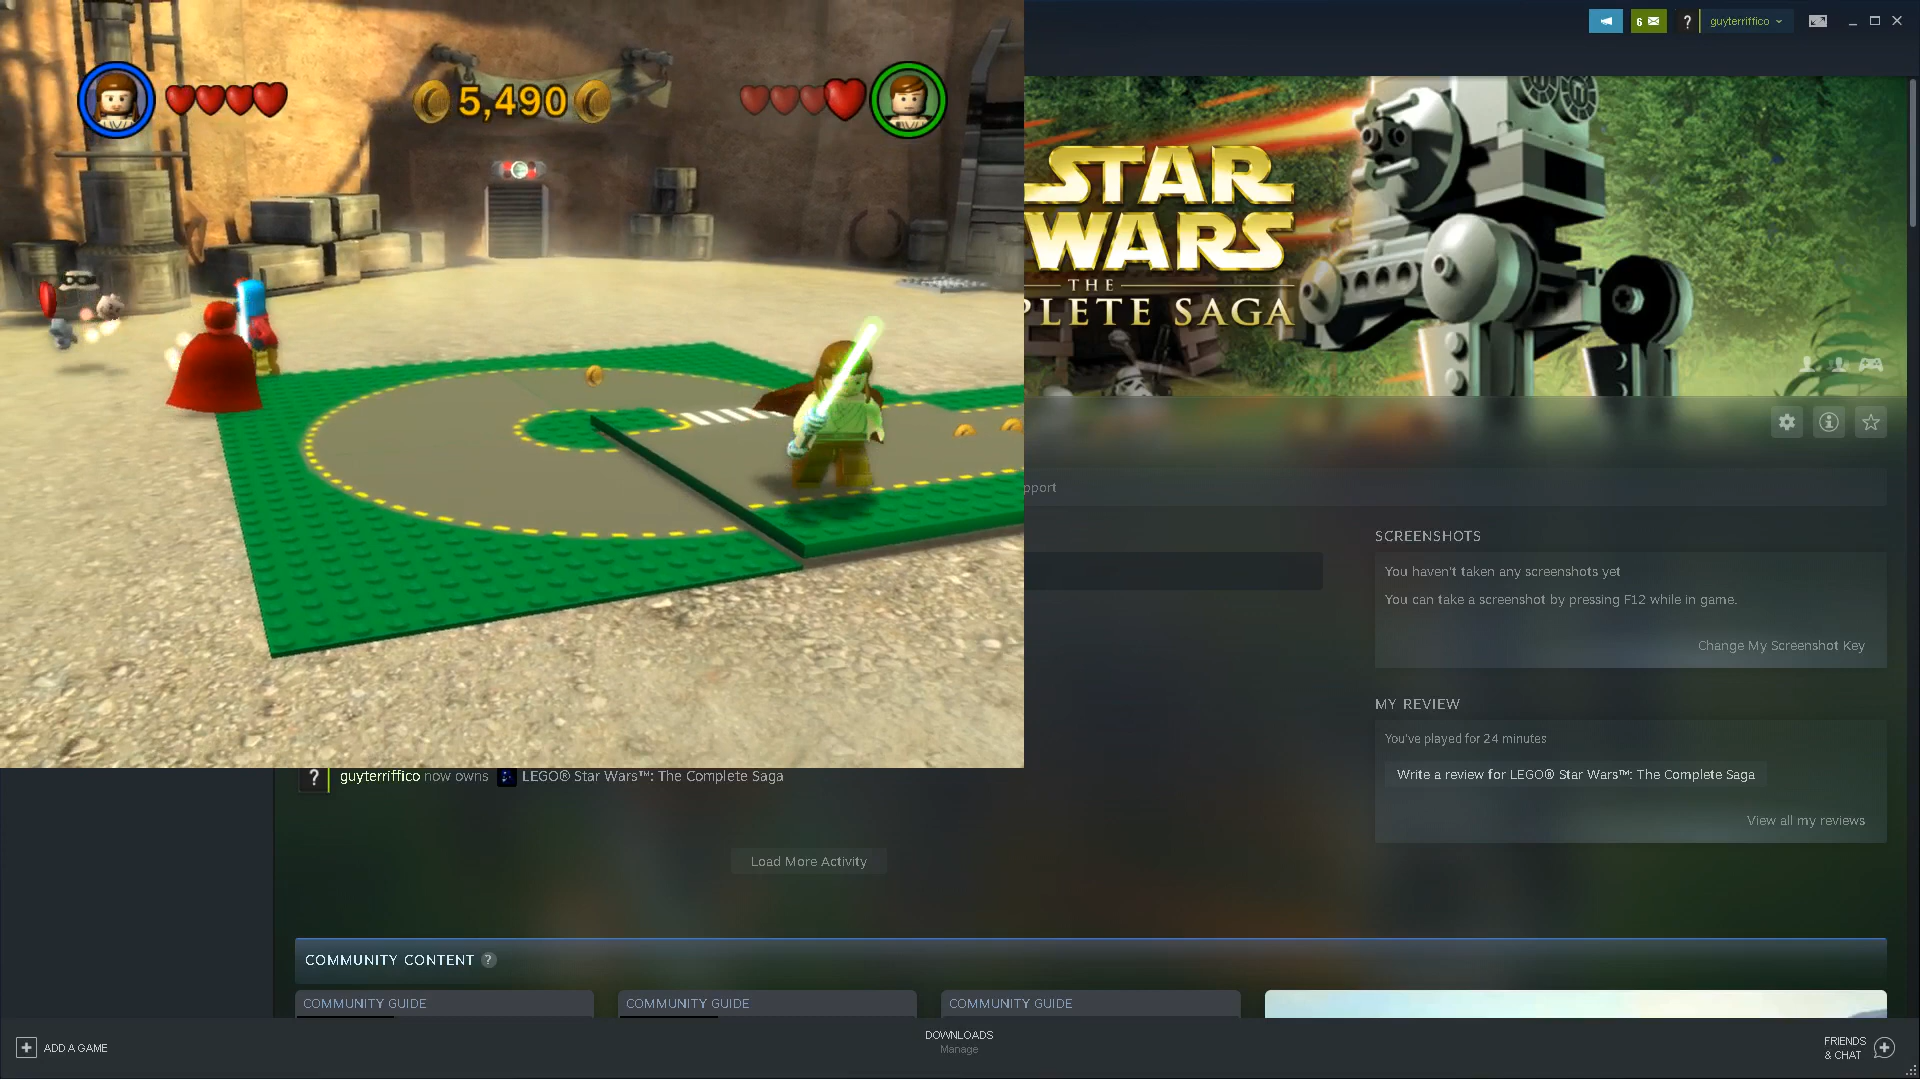 6
?
guyterriffico
5,490
STAR
WARS
THE
PLETE SAGA
pport
SCREENSHOTS
You haven't taken any screenshots yet
You can take a screenshot by pressing F12 while in game.
Change My Screenshot Key
MY REVIEW
You've played for 24 minutes
Write a review for LEGO® Star Wars™: The Complete Saga
View all my reviews
? guyterriffico now owns LEGO® Star Wars™: The Complete Saga
Load More Activity
COMMUNITY CONTENT ?
COMMUNITY GUIDE
COMMUNITY GUIDE
COMMUNITY GUIDE
ADD A GAME
DOWNLOADS
Manage
FRIENDS
& CHAT